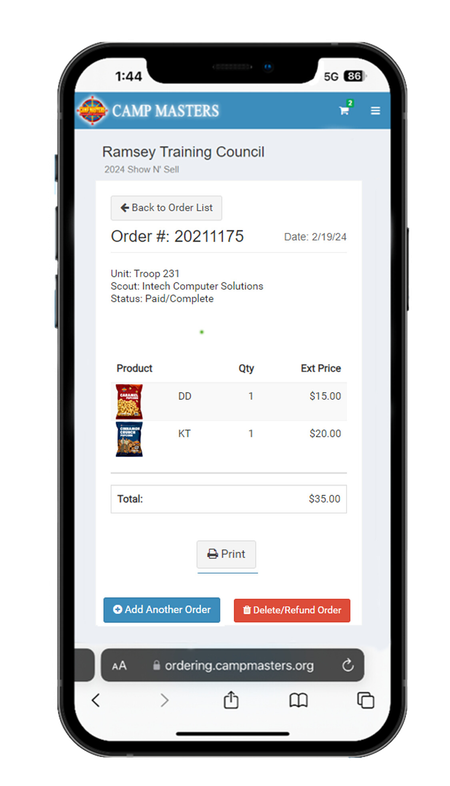 1:44
5G 86
2
CAMP MASTERS
Ramsey Training Council
2024 Show N' Sell
Back to Order List
Order #: 20211175 Date: 2/19/24
Unit: Troop 231
Scout: Intech Computer Solutions
Status: Paid/Complete
Product Qty Ext Price
CARAMEL
DD 1 $15.00
CINNAMON
CRUNCH
KT 1 $20.00
Total: $35.00
Print
Add Another Order Delete/Refund Order
AA ordering.campmasters.org